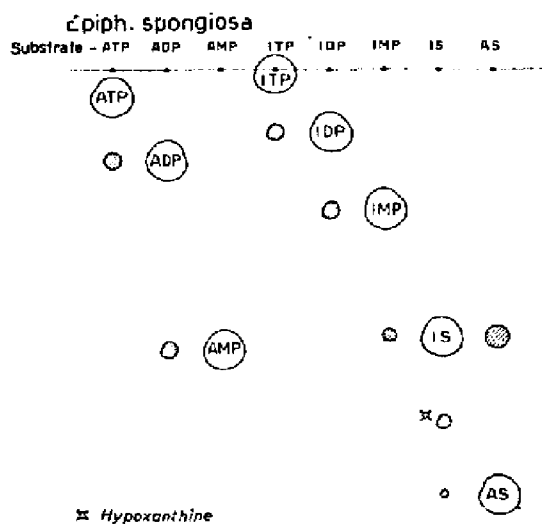 Epiph. spongiosa
Substrate - ATP ADP AMP ITP IDP IMP IS AS
ITP
ATP
ADP IDP
IMP
AMP IS
¤
AS
¤ Hypoxanthine